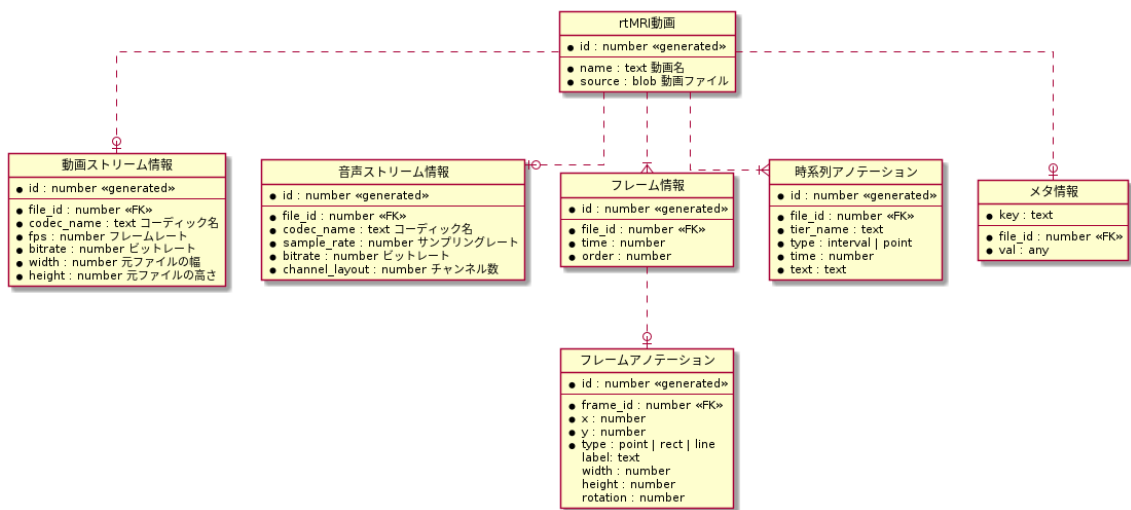 rtMRI動画
id : number «generated»
name : text 動画名
source : blob 動画ファイル
動画ストリーム情報
id : number «generated»
file_id : number «FK»
codec_name : text コーディック名
fps : number フレームレート
bitrate : number ビットレート
width : number 元ファイルの幅
height : number 元ファイルの高さ
音声ストリーム情報
id : number «generated»
file_id : number «FK»
codec_name : text コーディック名
sample_rate : number サンプリングレート
bitrate : number ビットレート
channel_layout : number チャンネル数
フレーム情報
id : number «generated»
file_id : number «FK»
time : number
order : number
時系列アノテーション
id : number «generated»
file_id : number «FK»
tier_name : text
type : interval | point
time : number
text : text
メタ情報
key : text
file_id : number «FK»
val : any
フレームアノテーション
id : number «generated»
frame_id : number «FK»
x : number
y : number
type : point | rect | line
label: text
width : number
height : number
rotation : number